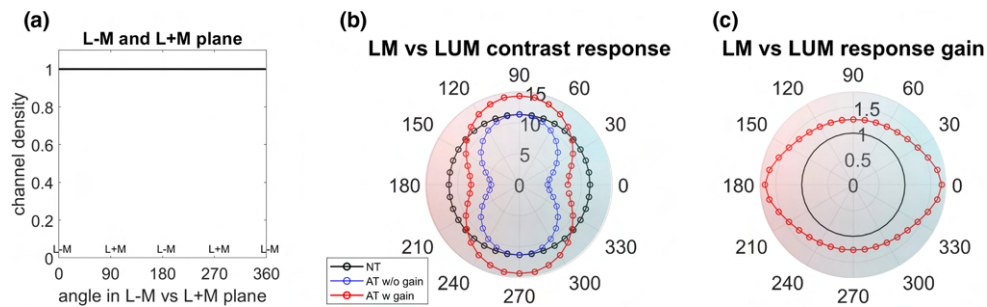 (a)
L-M and L+M plane
channel density
1
0.8
0.6
0.4
0.2
0
L-M L+M L-M L+M L-M
0 90 180 270 360
angle in L-M vs L+M plane
(b)
LM vs LUM contrast response
90
120 60
15
150 30
10
5
180 0 0
210 330
240 300
270
NT
AT w/o gain
AT w gain
(c)
LM vs LUM response gain
90
120 60
1.5
150 30
1
0.5
180 0 0
210 330
240 300
270